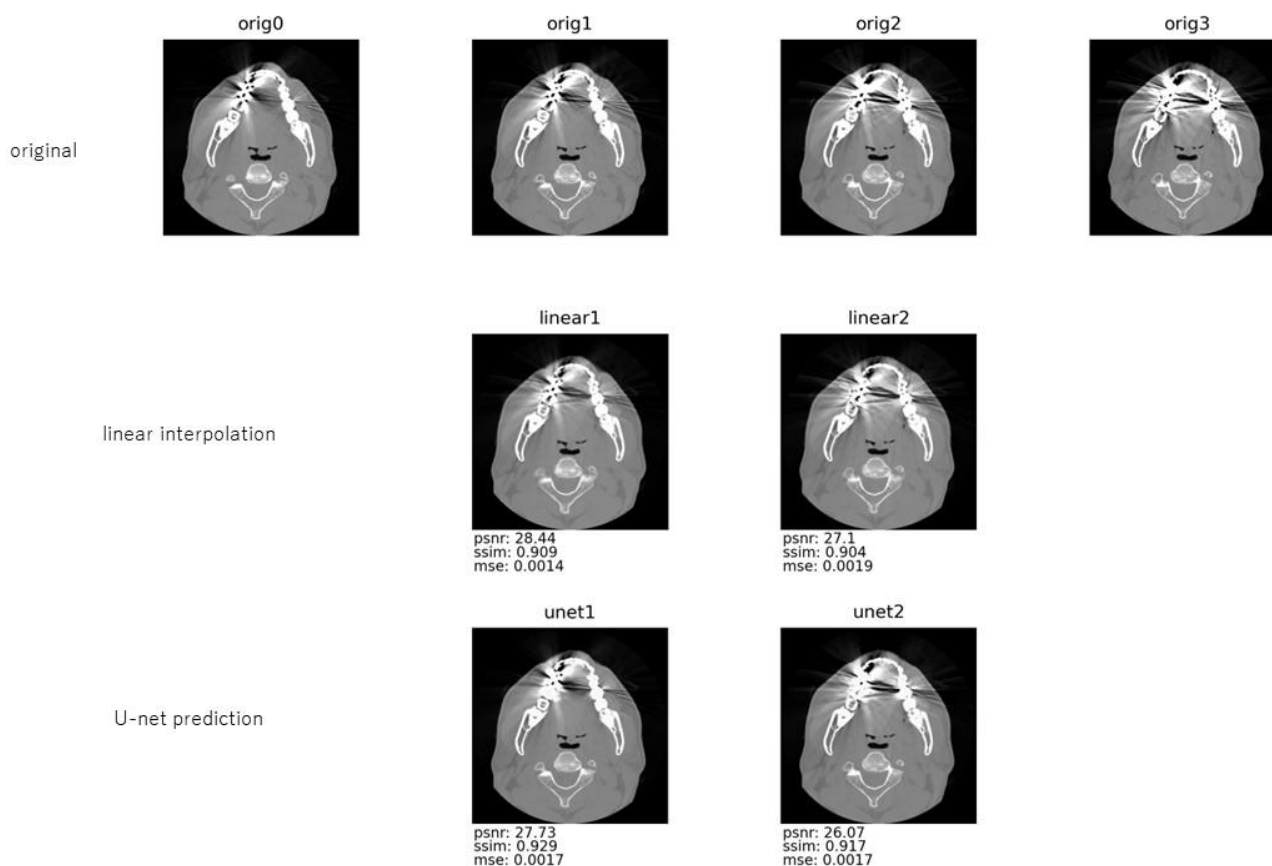 orig0
orig1
orig2
orig3
original
linear1
linear2
linear interpolation
psnr: 28.44
ssim: 0.909
mse: 0.0014
psnr: 27.1
ssim: 0.904
mse: 0.0019
unet1
unet2
U-net prediction
psnr: 27.73
ssim: 0.929
mse: 0.0017
psnr: 26.07
ssim: 0.917
mse: 0.0017